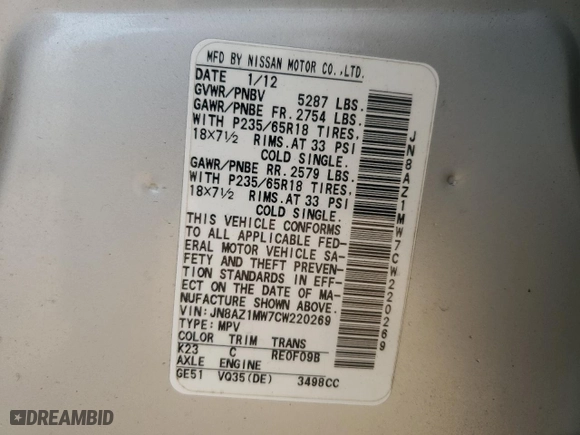 MFD BY NISSAN MOTOR CO.,LTD.
DATE 1/12
GVWR/PNBV 5287 LBS.
GAWR/PNBE FR. 2754 LBS.
WITH P235/65R18 TIRES,
18×7½ RIMS.AT 33 PSI
COLD SINGLE.
GAWR/PNBE RR. 2579 LBS.
WITH P235/65R18 TIRES,
18×7½ RIMS.AT 33 PSI
COLD SINGLE.
THIS VEHICLE CONFORMS
TO ALL APPLICABLE FED-
ERAL MOTOR VEHICLE SA-
FETY AND THEFT PREVEN-
TION STANDARDS IN EFF-
ECT ON THE DATE OF MA-
NUFACTURE SHOWN ABOVE.
VIN: JN8AZ1MW7CW220269
TYPE: MPV
COLOR TRIM TRANS
K23 C RE0F09B
AXLE ENGINE
GE51 VQ35(DE) 3498CC
JN8AZ1MW7CW220269
DREAMBID